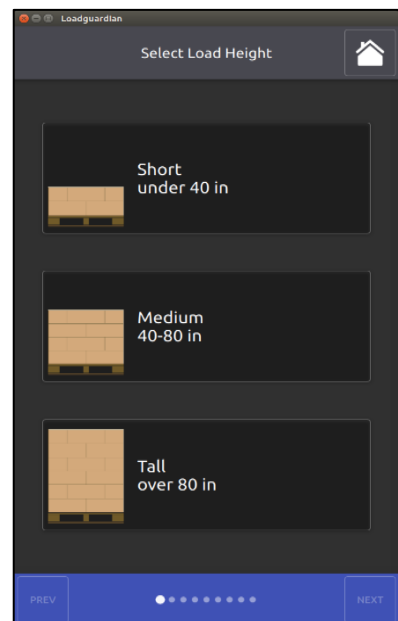 Loadguardian
Select Load Height
Short
under 40 in
Medium
40-80 in
Tall
over 80 in
PREV
NEXT